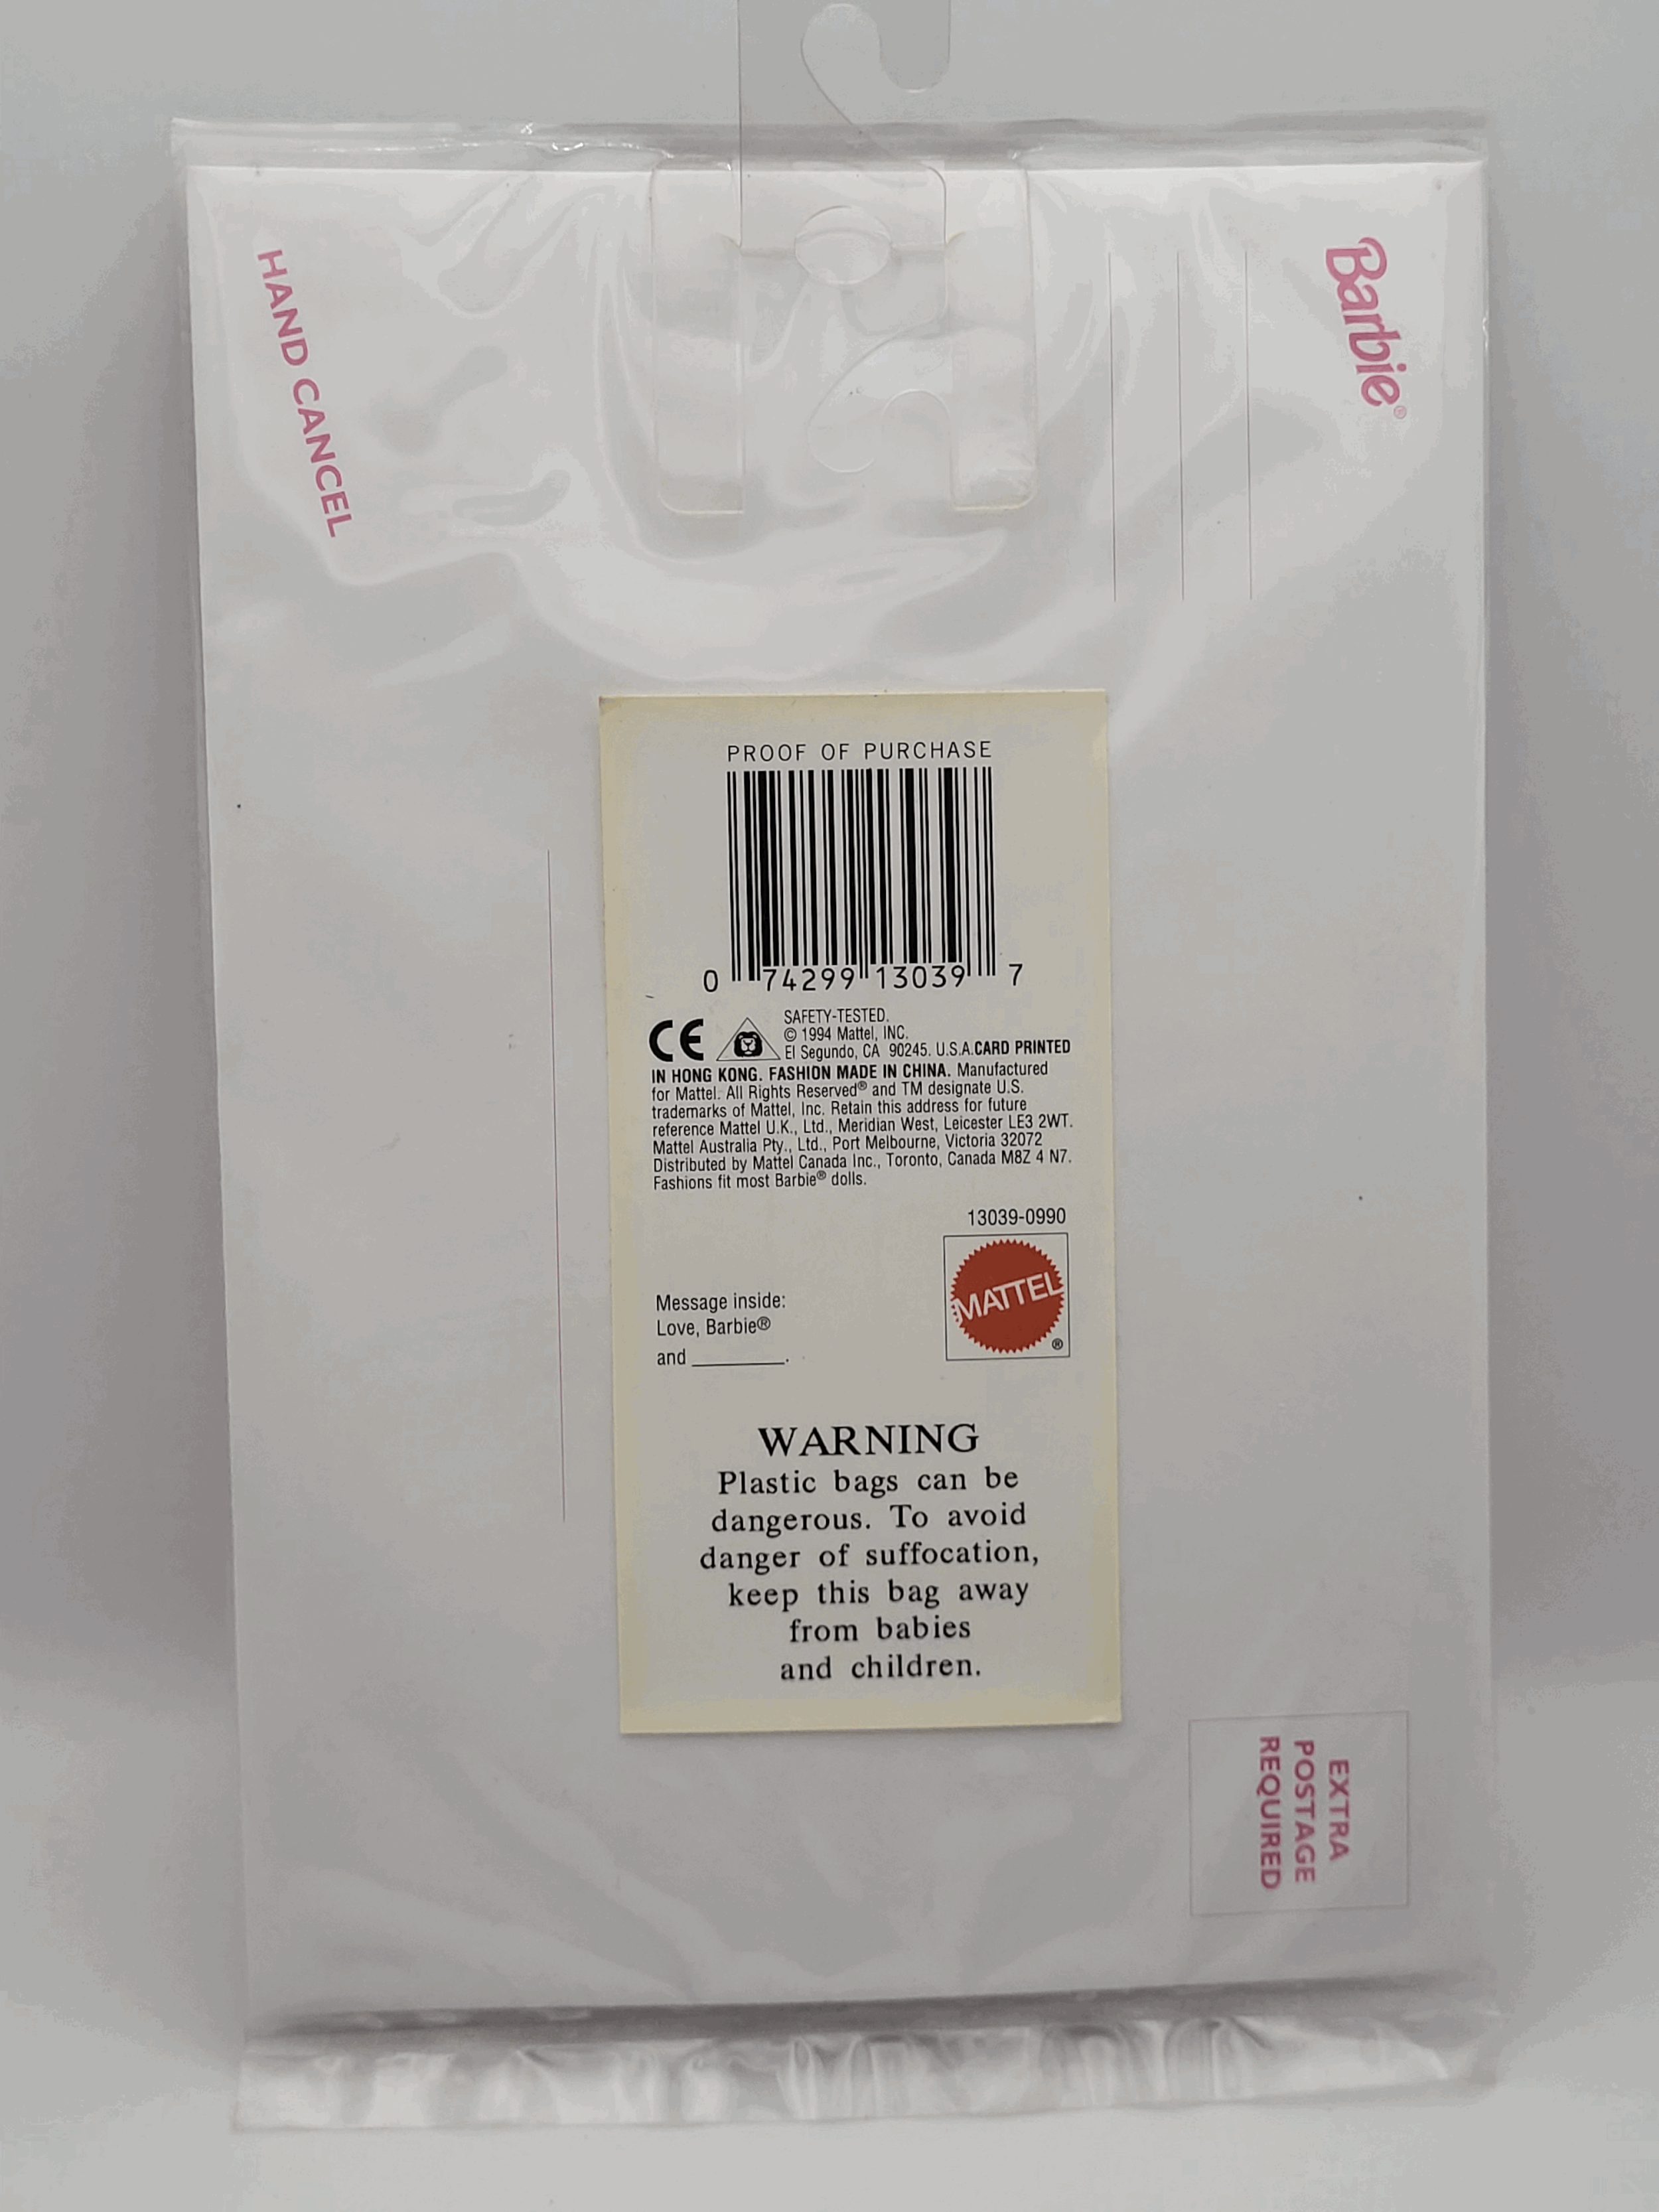 HAND CANCEL
Barbie®
PROOF OF PURCHASE
0 74299 13039 7
CE
SAFETY-TESTED.
© 1994 Mattel, INC.
El Segundo, CA 90245. U.S.A.CARD PRINTED
IN HONG KONG. FASHION MADE IN CHINA. Manufactured
for Mattel. All Rights Reserved® and TM designate U.S.
trademarks of Mattel, Inc. Retain this address for future
reference Mattel U.K., Ltd., Meridian West, Leicester LE3 2WT.
Mattel Australia Pty., Ltd., Port Melbourne, Victoria 32072
Distributed by Mattel Canada Inc., Toronto, Canada M8Z 4 N7.
Fashions fit most Barbie® dolls.
13039-0990
MATTEL
®
Message inside:
Love, Barbie®
and ________.
WARNING
Plastic bags can be
dangerous. To avoid
danger of suffocation,
keep this bag away
from babies
and children.
EXTRA
POSTAGE
REQUIRED